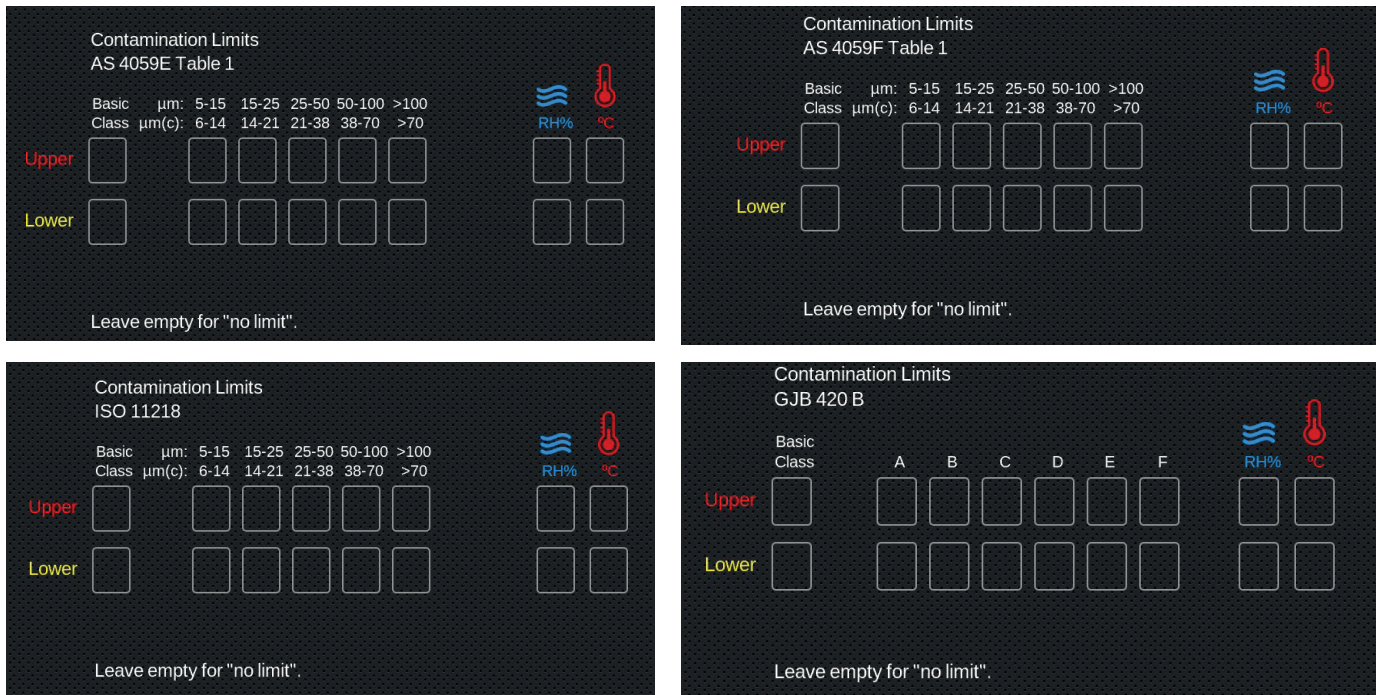 Contamination Limits
AS 4059E Table 1
Basic µm: 5-15 15-25 25-50 50-100 >100
Class µm(c): 6-14 14-21 21-38 38-70 >70 RH% ºC
Upper
Lower
Leave empty for "no limit".
Contamination Limits
AS 4059F Table 1
Basic µm: 5-15 15-25 25-50 50-100 >100
Class µm(c): 6-14 14-21 21-38 38-70 >70 RH% ºC
Upper
Lower
Leave empty for "no limit".
Contamination Limits
ISO 11218
Basic µm: 5-15 15-25 25-50 50-100 >100
Class µm(c): 6-14 14-21 21-38 38-70 >70 RH% ºC
Upper
Lower
Leave empty for "no limit".
Contamination Limits
GJB 420 B
Basic
Class A B C D E F RH% ºC
Upper
Lower
Leave empty for "no limit".